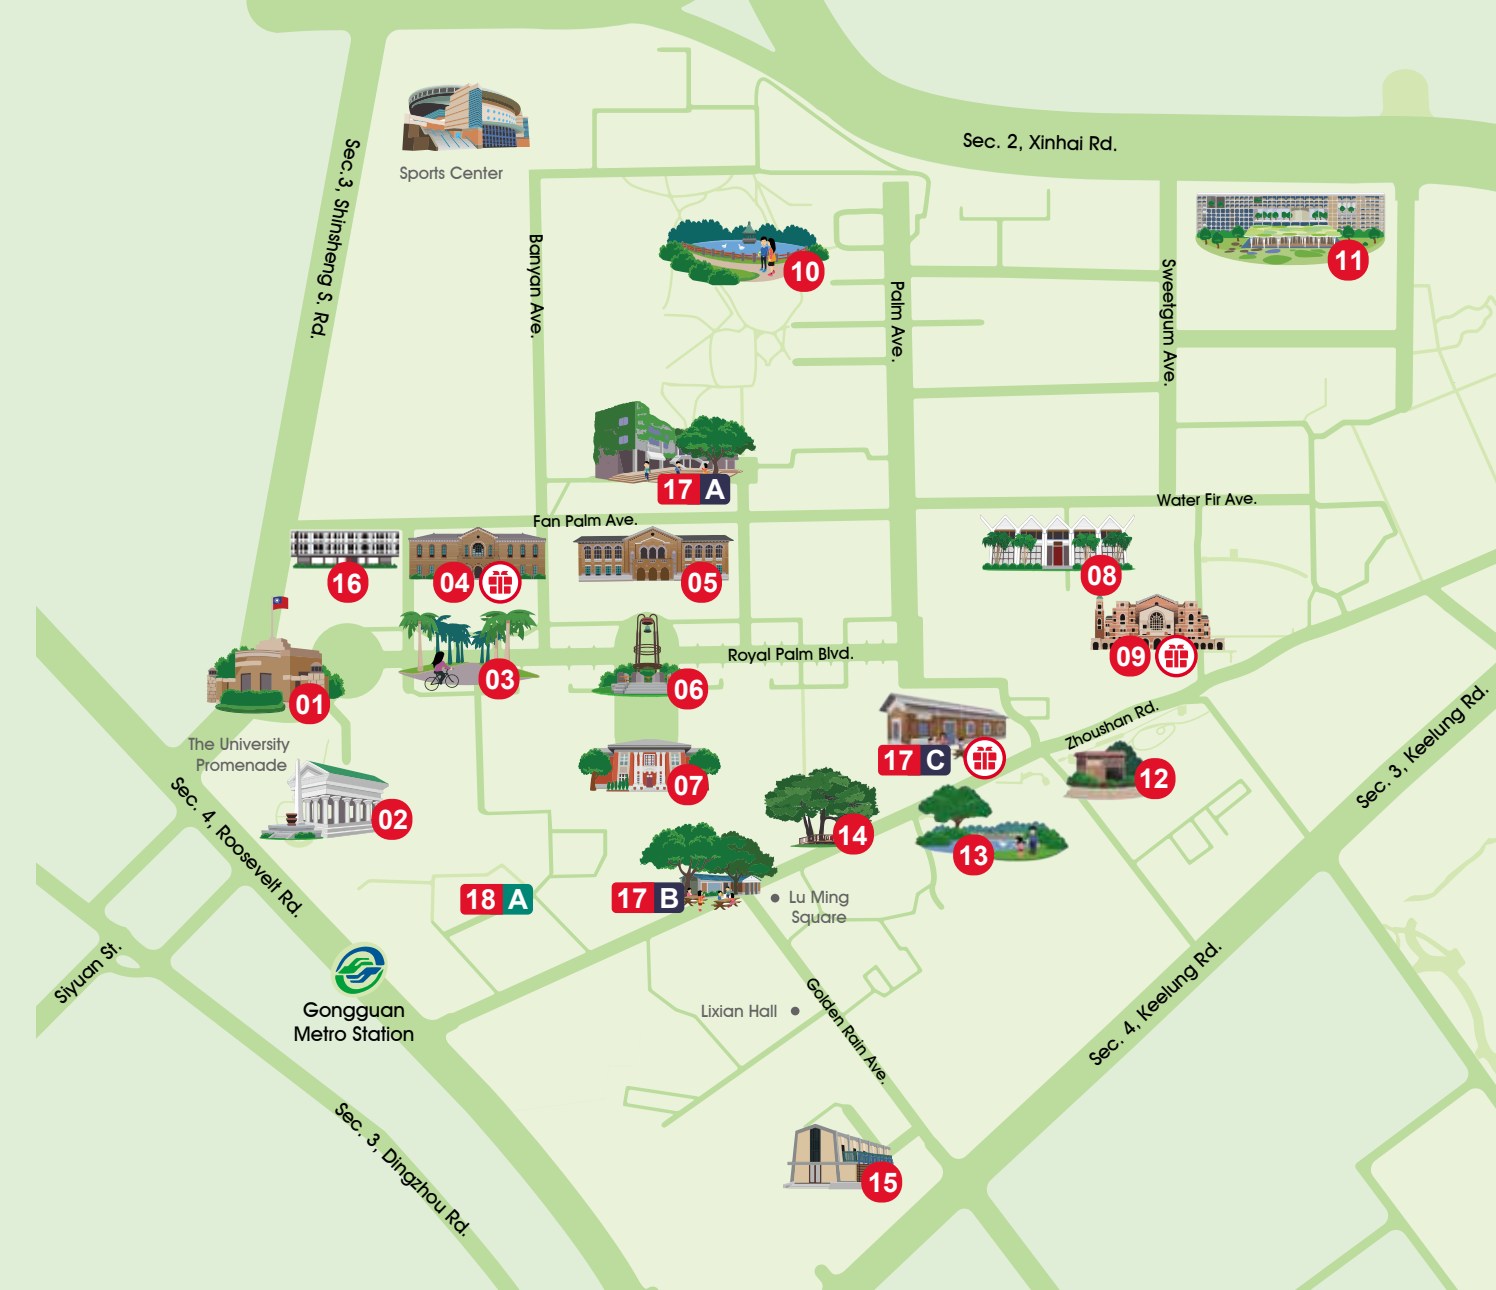 Sec. 2, Xinhai Rd.
Sec.3, Shinsheng S. Rd.
Sports Center
Banyan Ave.
10
Palm Ave.
Sweetgum Ave.
11
17 A
Water Fir Ave.
Fan Palm Ave.
16
04
05
08
09
Royal Palm Blvd.
03
06
01
Zhoushan Rd.
Sec. 3, Keelung Rd.
The University
Promenade
17 C
12
07
02
Sec. 4, Roosevelt Rd.
14
13
18 A
17 B
Lu Ming
Square
Siyuan St.
Gongguan
Metro Station
Lixian Hall
Golden Rain Ave.
Sec. 4, Keelung Rd.
Sec. 3, Dingzhou Rd.
15